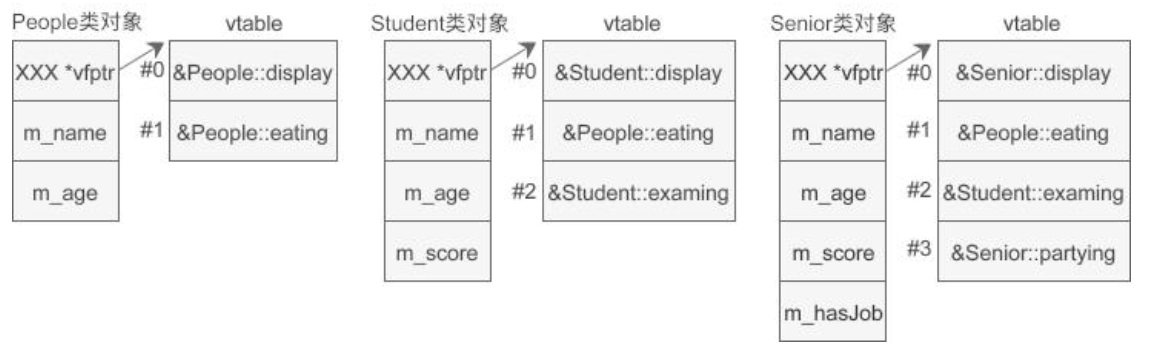 People类对象
vtable
XXX *vfptr
#0
&People::display
m_name
#1
&People::eating
m_age
Student类对象
vtable
XXX *vfptr
#0
&Student::display
m_name
#1
&People::eating
m_age
#2
&Student::examing
m_score
Senior类对象
vtable
XXX *vfptr
#0
&Senior::display
m_name
#1
&People::eating
m_age
#2
&Student::examing
m_score
#3
&Senior::partying
m_hasJob